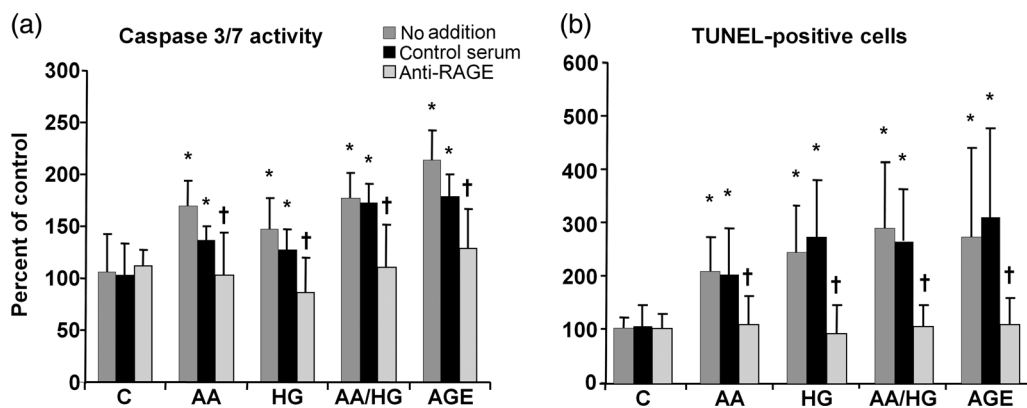 (a)
Caspase 3/7 activity
No addition
Control serum
Anti-RAGE
Percent of control
300
250
200
150
100
50
0
* * †
* * †
* * †
* * †
C AA HG AA/HG AGE
(b)
TUNEL-positive cells
600
500
400
300
200
100
0
* * †
* * †
* * †
* * †
C AA HG AA/HG AGE